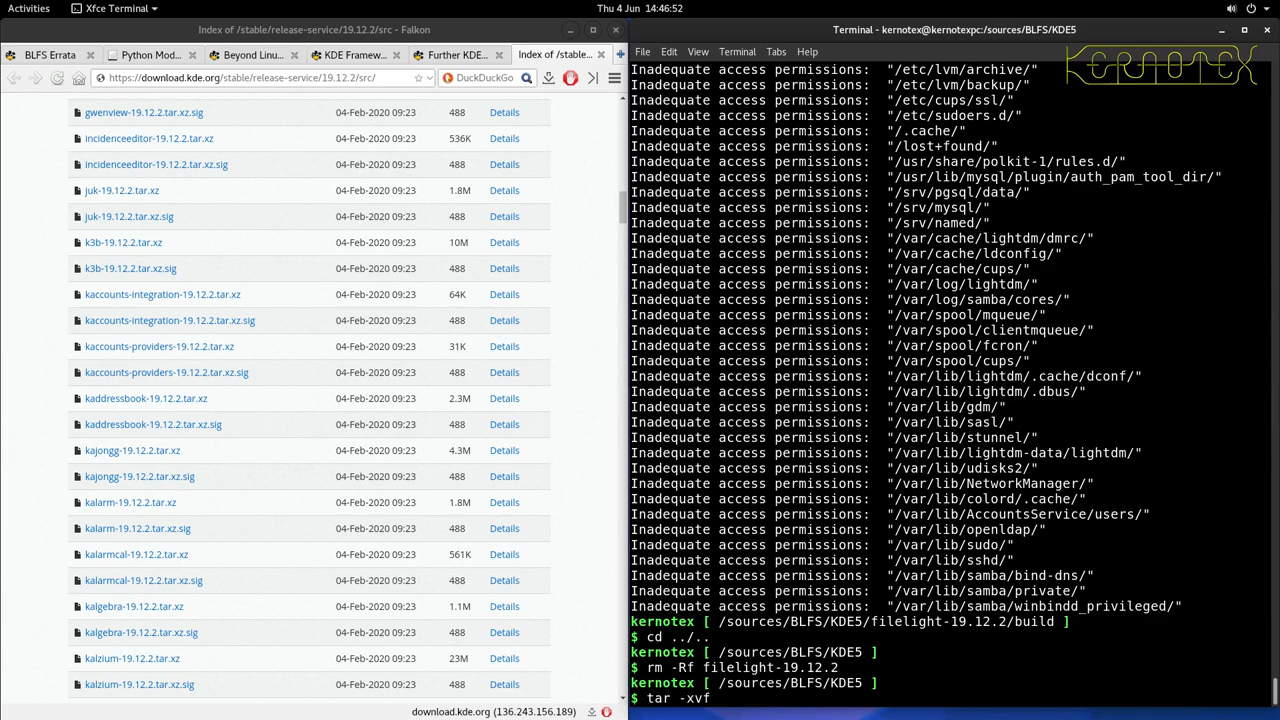 Activities
Xfce Terminal
Thu 4 Jun 14:46:52
Index of /stable/release-service/19.12.2/src/ - Falkon
BLFS Errata
Python Mod...
Beyond Linu...
KDE Framew...
Further KDE...
Index of /stable...
https://download.kde.org/stable/release-service/19.12.2/src/
DuckDuckGo
gwenview-19.12.2.tar.xz.sig 04-Feb-2020 09:23 488 Details
incidenceeditor-19.12.2.tar.xz 04-Feb-2020 09:23 536K Details
incidenceeditor-19.12.2.tar.xz.sig 04-Feb-2020 09:23 488 Details
juk-19.12.2.tar.xz 04-Feb-2020 09:23 1.8M Details
juk-19.12.2.tar.xz.sig 04-Feb-2020 09:23 488 Details
k3b-19.12.2.tar.xz 04-Feb-2020 09:23 10M Details
k3b-19.12.2.tar.xz.sig 04-Feb-2020 09:23 488 Details
kaccounts-integration-19.12.2.tar.xz 04-Feb-2020 09:23 64K Details
kaccounts-integration-19.12.2.tar.xz.sig 04-Feb-2020 09:23 488 Details
kaccounts-providers-19.12.2.tar.xz 04-Feb-2020 09:23 31K Details
kaccounts-providers-19.12.2.tar.xz.sig 04-Feb-2020 09:23 488 Details
kaddressbook-19.12.2.tar.xz 04-Feb-2020 09:23 2.3M Details
kaddressbook-19.12.2.tar.xz.sig 04-Feb-2020 09:23 488 Details
kajongg-19.12.2.tar.xz 04-Feb-2020 09:23 4.3M Details
kajongg-19.12.2.tar.xz.sig 04-Feb-2020 09:23 488 Details
kalarm-19.12.2.tar.xz 04-Feb-2020 09:23 1.8M Details
kalarm-19.12.2.tar.xz.sig 04-Feb-2020 09:23 488 Details
kalarmcal-19.12.2.tar.xz 04-Feb-2020 09:23 561K Details
kalarmcal-19.12.2.tar.xz.sig 04-Feb-2020 09:23 488 Details
kalgebra-19.12.2.tar.xz 04-Feb-2020 09:23 1.1M Details
kalgebra-19.12.2.tar.xz.sig 04-Feb-2020 09:23 488 Details
kalzium-19.12.2.tar.xz 04-Feb-2020 09:23 23M Details
kalzium-19.12.2.tar.xz.sig 04-Feb-2020 09:23 488 Details
download.kde.org (136.243.156.189)
Terminal - kernotex@kernotexpc:/sources/BLFS/KDE5
File Edit View Terminal Tabs Help
KERNOTEX
Inadequate access permissions: "/etc/lvm/archive/"
Inadequate access permissions: "/etc/lvm/backup/"
Inadequate access permissions: "/etc/cups/ssl/"
Inadequate access permissions: "/etc/sudoers.d/"
Inadequate access permissions: "/.cache/"
Inadequate access permissions: "/lost+found/"
Inadequate access permissions: "/usr/share/polkit-1/rules.d/"
Inadequate access permissions: "/usr/lib/mysql/plugin/auth_pam_tool_dir/"
Inadequate access permissions: "/srv/pgsql/data/"
Inadequate access permissions: "/srv/mysql/"
Inadequate access permissions: "/srv/named/"
Inadequate access permissions: "/var/cache/lightdm/dmrc/"
Inadequate access permissions: "/var/cache/ldconfig/"
Inadequate access permissions: "/var/cache/cups/"
Inadequate access permissions: "/var/log/lightdm/"
Inadequate access permissions: "/var/log/samba/cores/"
Inadequate access permissions: "/var/spool/mqueue/"
Inadequate access permissions: "/var/spool/clientmqueue/"
Inadequate access permissions: "/var/spool/fcron/"
Inadequate access permissions: "/var/spool/cups/"
Inadequate access permissions: "/var/lib/lightdm/.cache/dconf/"
Inadequate access permissions: "/var/lib/lightdm/.dbus/"
Inadequate access permissions: "/var/lib/gdm/"
Inadequate access permissions: "/var/lib/sasl/"
Inadequate access permissions: "/var/lib/stunnel/"
Inadequate access permissions: "/var/lib/lightdm-data/lightdm/"
Inadequate access permissions: "/var/lib/udisks2/"
Inadequate access permissions: "/var/lib/NetworkManager/"
Inadequate access permissions: "/var/lib/colord/.cache/"
Inadequate access permissions: "/var/lib/AccountsService/users/"
Inadequate access permissions: "/var/lib/openldap/"
Inadequate access permissions: "/var/lib/sudo/"
Inadequate access permissions: "/var/lib/sshd/"
Inadequate access permissions: "/var/lib/samba/bind-dns/"
Inadequate access permissions: "/var/lib/samba/private/"
Inadequate access permissions: "/var/lib/samba/winbindd_privileged/"
kernotex [ /sources/BLFS/KDE5/filelight-19.12.2/build ]
$ cd ../..
kernotex [ /sources/BLFS/KDE5 ]
$ rm -Rf filelight-19.12.2
kernotex [ /sources/BLFS/KDE5 ]
$ tar -xvf